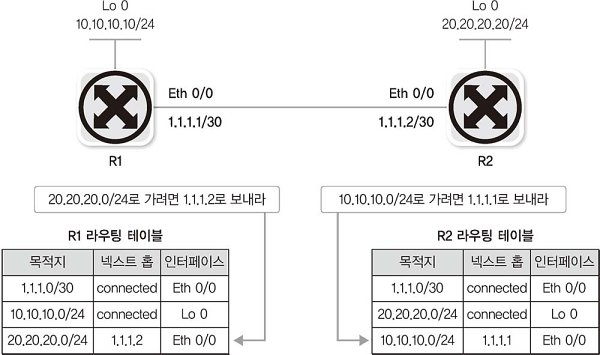 Lo 0
10.10.10.10/24
Lo 0
20.20.20.20/24
Eth 0/0
Eth 0/0
1.1.1.1/30
1.1.1.2/30
R1
R2
20.20.20.0/24로 가려면 1.1.1.2로 보내라
10.10.10.0/24로 가려면 1.1.1.1로 보내라
R1 라우팅 테이블
목적지 넥스트 홉 인터페이스
1.1.1.0/30 connected Eth 0/0
10.10.10.0/24 connected Lo 0
20.20.20.0/24 1.1.1.2 Eth 0/0
R2 라우팅 테이블
목적지 넥스트 홉 인터페이스
1.1.1.0/30 connected Eth 0/0
20.20.20.0/24 connected Lo 0
10.10.10.0/24 1.1.1.1 Eth 0/0